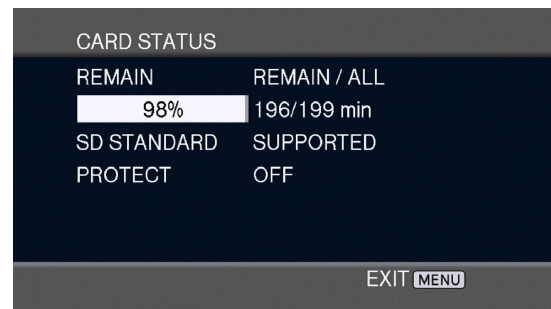 CARD STATUS
REMAIN REMAIN / ALL
98% 196/199 min
SD STANDARD SUPPORTED
PROTECT OFF
EXIT MENU